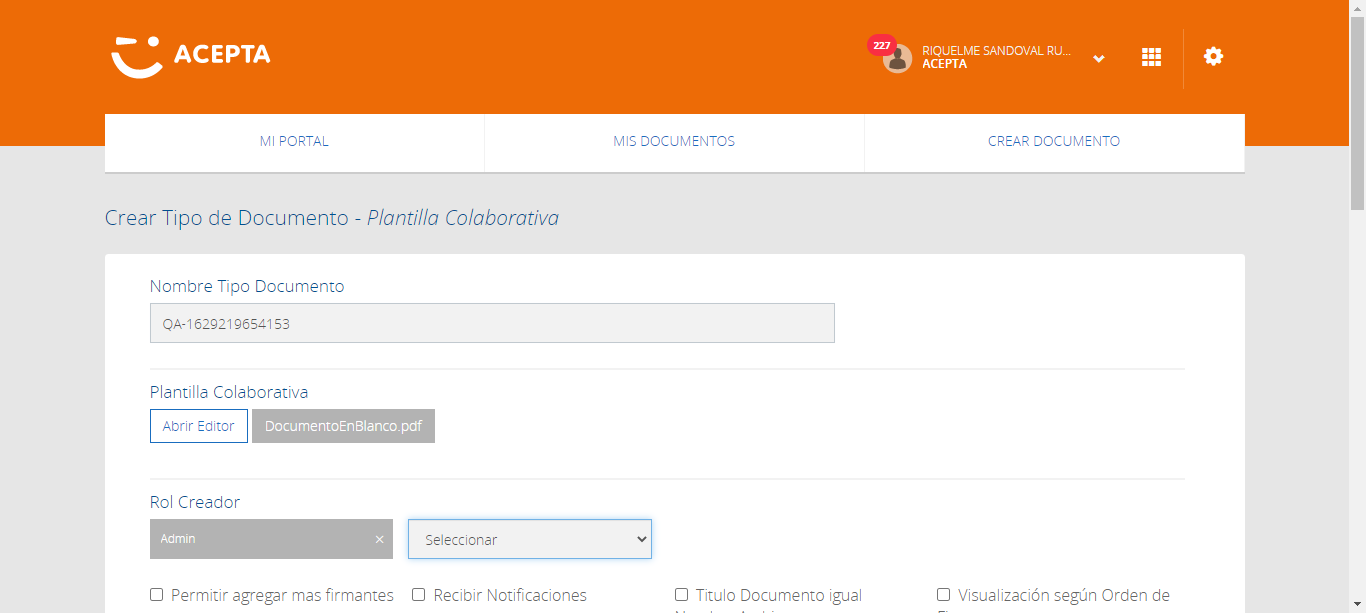 ACEPTA
227
RIQUELME SANDOVAL RU...
ACEPTA
MI PORTAL
MIS DOCUMENTOS
CREAR DOCUMENTO
Crear Tipo de Documento - Plantilla Colaborativa
Nombre Tipo Documento
QA-1629219654153
Plantilla Colaborativa
Abrir Editor
DocumentoEnBlanco.pdf
Rol Creador
Admin ×
Seleccionar
Permitir agregar mas firmantes
Recibir Notificaciones
Titulo Documento igual
Visualización según Orden de